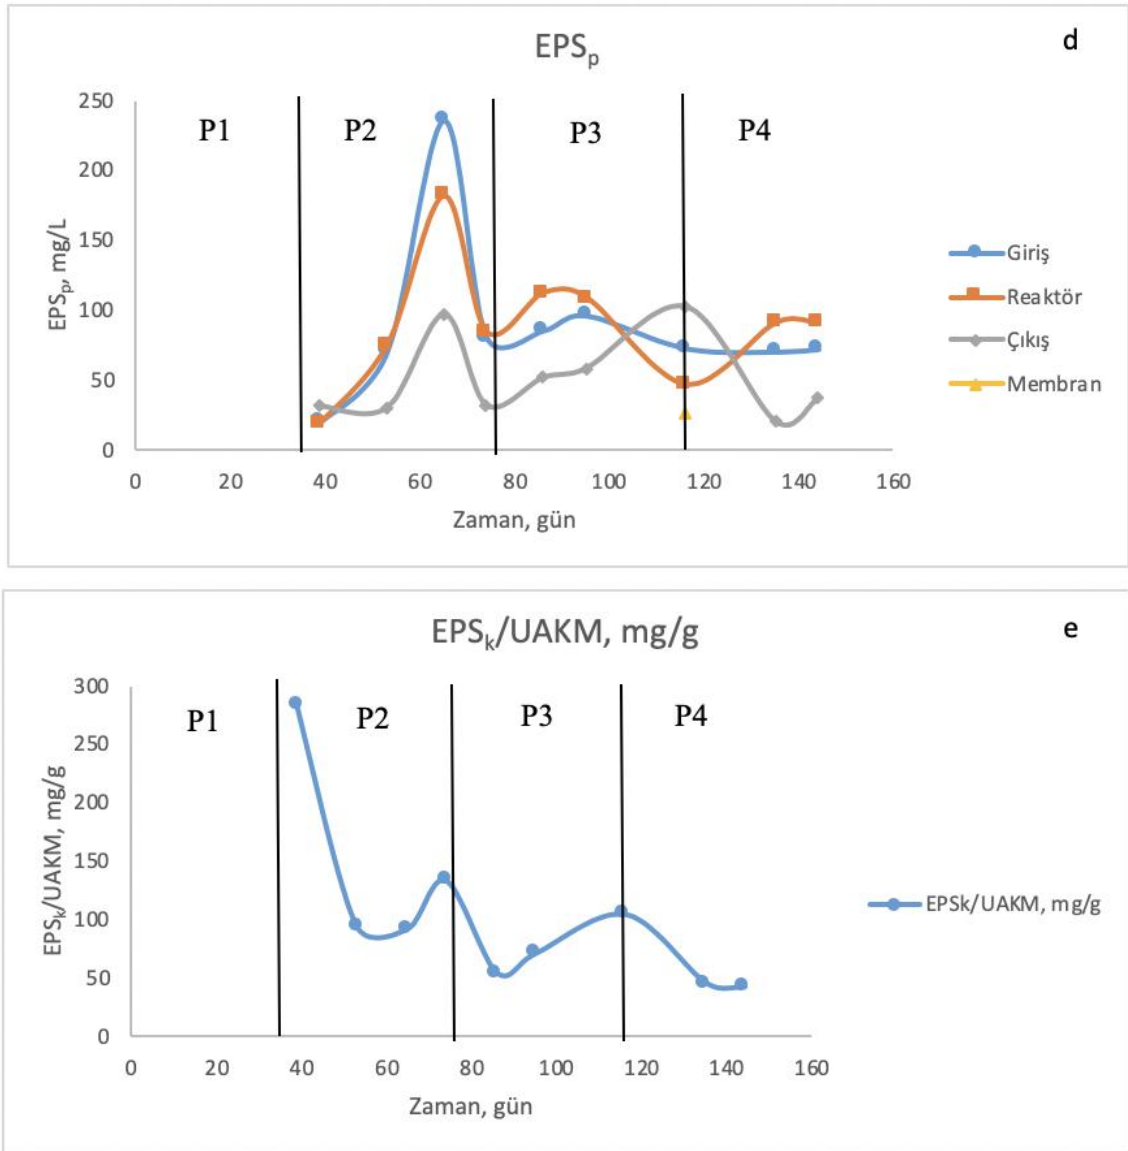 EPSp
d
250
200
150
100
50
0
EPSp, mg/L
P1
P2
P3
P4
0 20 40 60 80 100 120 140 160
Zaman, gün
Giriş
Reaktör
Çıkış
Membran
EPSk/UAKM, mg/g
e
300
250
200
150
100
50
0
EPSk/UAKM, mg/g
P1
P2
P3
P4
0 20 40 60 80 100 120 140 160
Zaman, gün
EPSk/UAKM, mg/g